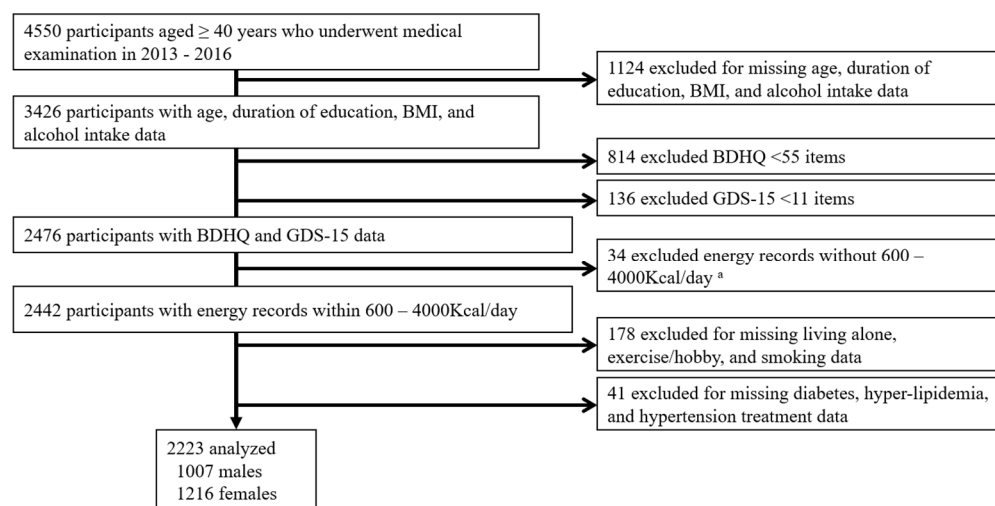 4550 participants aged ≥ 40 years who underwent medical
examination in 2013 - 2016
1124 excluded for missing age, duration of
education, BMI, and alcohol intake data
3426 participants with age, duration of education, BMI, and
alcohol intake data
814 excluded BDHQ <55 items
136 excluded GDS-15 <11 items
2476 participants with BDHQ and GDS-15 data
34 excluded energy records without 600 –
4000Kcal/day ᵃ
2442 participants with energy records within 600 – 4000Kcal/day
178 excluded for missing living alone,
exercise/hobby, and smoking data
41 excluded for missing diabetes, hyper-lipidemia,
and hypertension treatment data
2223 analyzed
1007 males
1216 females